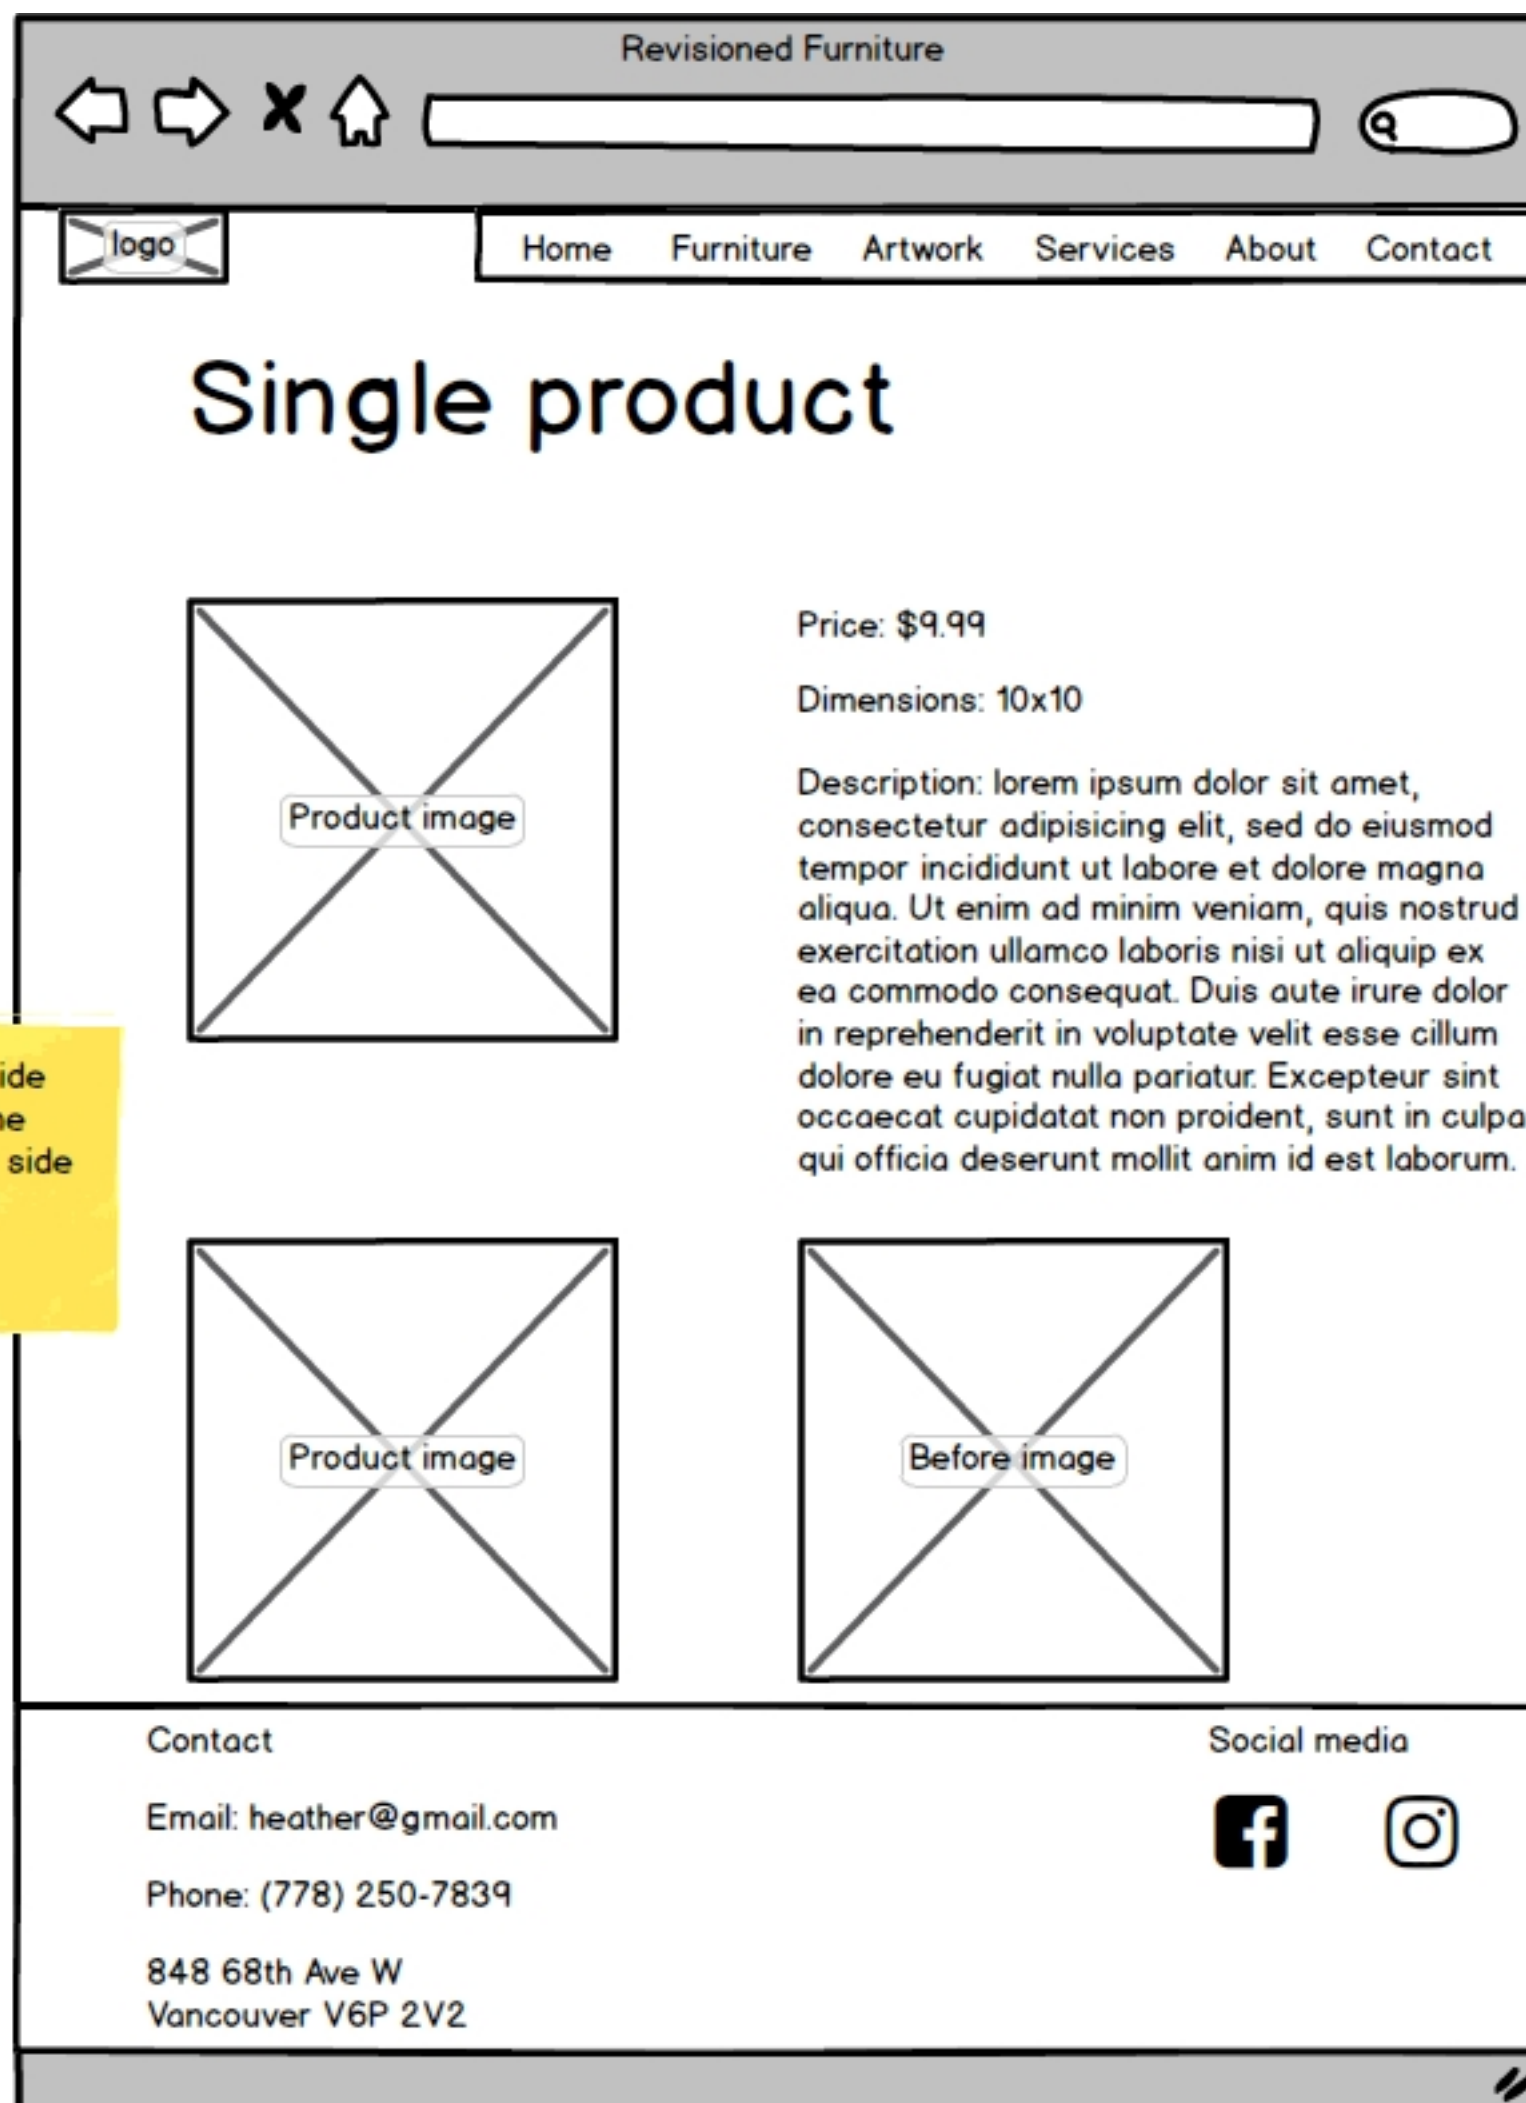 Revisioned Furniture
logo
Home Furniture Artwork Services About Contact
Single product
Product image
Price: $9.99
Dimensions: 10x10
Description: lorem ipsum dolor sit amet,
consectetur adipisicing elit, sed do eiusmod
tempor incididunt ut labore et dolore magna
aliqua. Ut enim ad minim veniam, quis nostrud
exercitation ullamco laboris nisi ut aliquip ex
ea commodo consequat. Duis aute irure dolor
in reprehenderit in voluptate velit esse cillum
dolore eu fugiat nulla pariatur. Excepteur sint
occaecat cupidatat non proident, sunt in culpa
qui officia deserunt mollit anim id est laborum.
side
Product image
Before image
Contact
Email: heather@gmail.com
Phone: (778) 250-7839
848 68th Ave W
Vancouver V6P 2V2
Social media